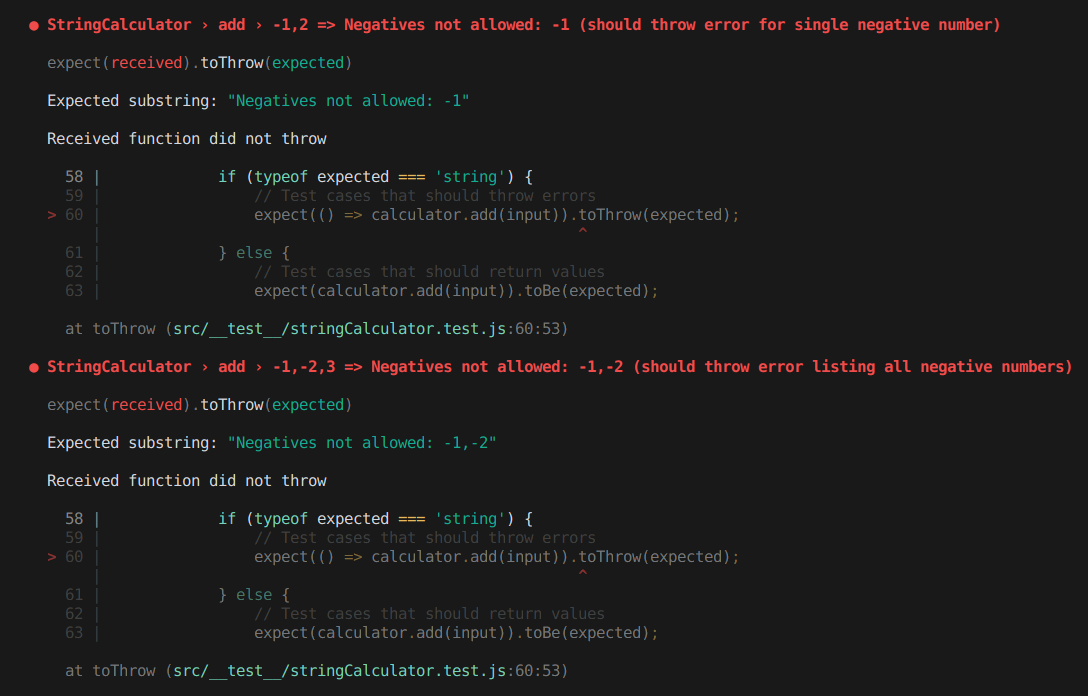 ● StringCalculator › add › -1,2 => Negatives not allowed: -1 (should throw error for single negative number)
expect(received).toThrow(expected)
Expected substring: "Negatives not allowed: -1"
Received function did not throw
58 | if (typeof expected === 'string') {
59 | // Test cases that should throw errors
> 60 | expect(() => calculator.add(input)).toThrow(expected);
| ^
61 | } else {
62 | // Test cases that should return values
63 | expect(calculator.add(input)).toBe(expected);
at toThrow (src/__test__/stringCalculator.test.js:60:53)
● StringCalculator › add › -1,-2,3 => Negatives not allowed: -1,-2 (should throw error listing all negative numbers)
expect(received).toThrow(expected)
Expected substring: "Negatives not allowed: -1,-2"
Received function did not throw
58 | if (typeof expected === 'string') {
59 | // Test cases that should throw errors
> 60 | expect(() => calculator.add(input)).toThrow(expected);
| ^
61 | } else {
62 | // Test cases that should return values
63 | expect(calculator.add(input)).toBe(expected);
at toThrow (src/__test__/stringCalculator.test.js:60:53)